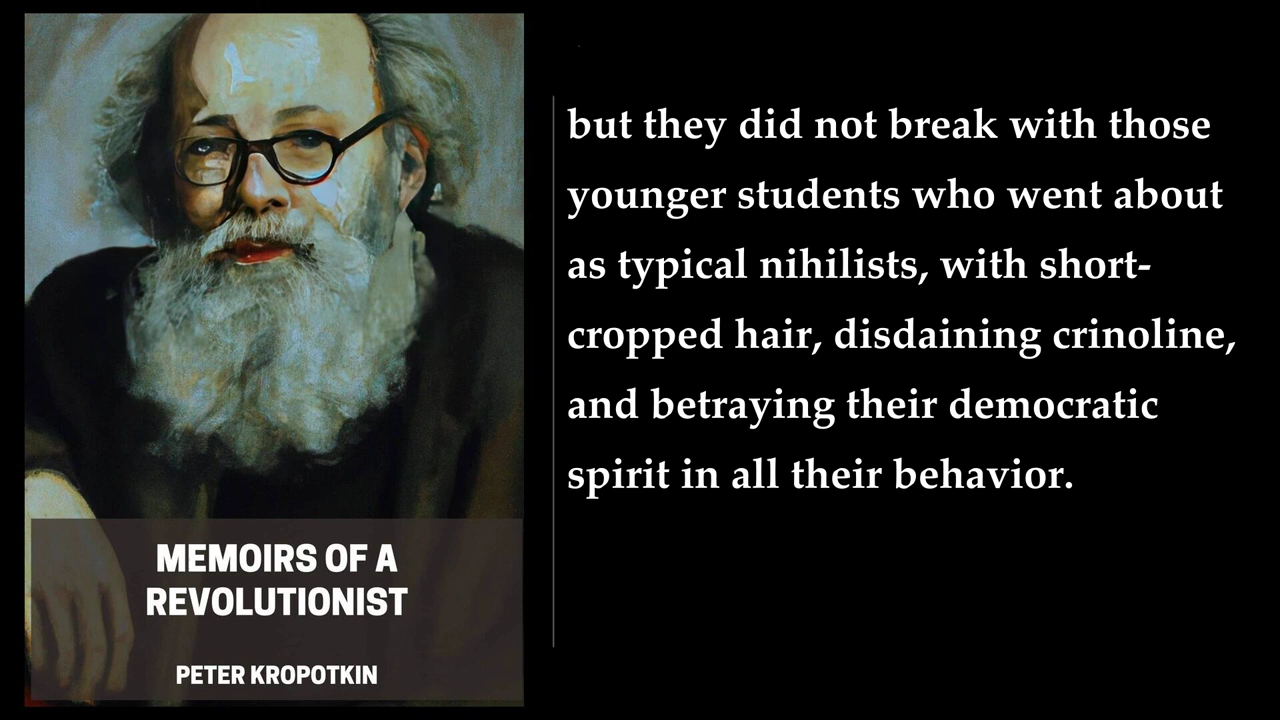 MEMOIRS OF A
REVOLUTIONIST
PETER KROPOTKIN
but they did not break with those
younger students who went about
as typical nihilists, with short-
cropped hair, disdaining crinoline,
and betraying their democratic
spirit in all their behavior.